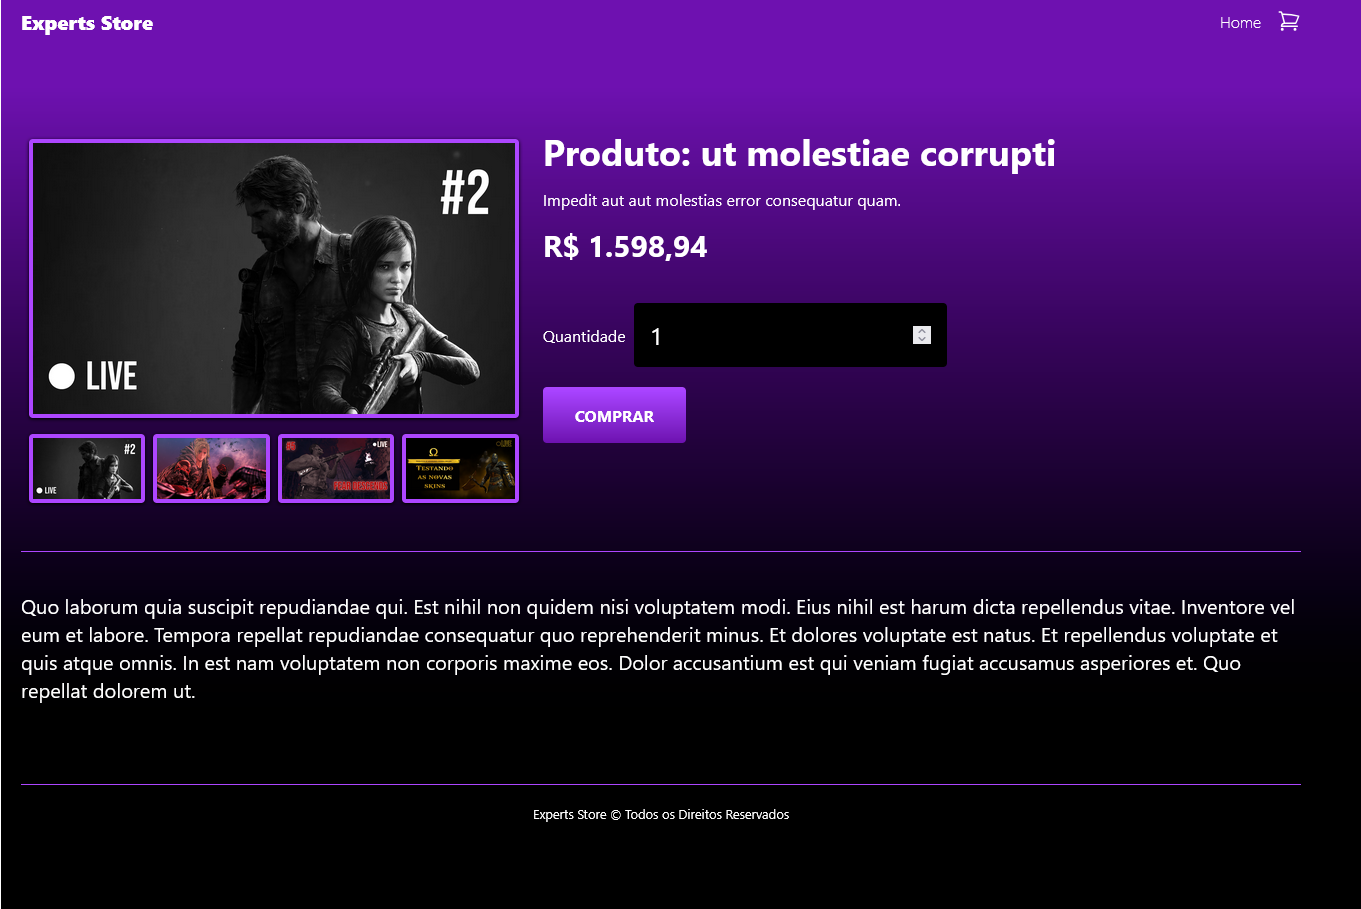 Experts Store
Home
#2
LIVE
Produto: ut molestiae corrupti
Impedit aut aut molestias error consequatur quam.
R$ 1.598,94
Quantidade
1
COMPRAR
#2
LIVE
#5
LIVE
FEAR DESCENDS
LIVE
Ω
Testando
as novas
skins
Quo laborum quia suscipit repudiandae qui. Est nihil non quidem nisi voluptatem modi. Eius nihil est harum dicta repellendus vitae. Inventore vel
eum et labore. Tempora repellat repudiandae consequatur quo reprehenderit minus. Et dolores voluptate est natus. Et repellendus voluptate et
quis atque omnis. In est nam voluptatem non corporis maxime eos. Dolor accusantium est qui veniam fugiat accusamus asperiores et. Quo
repellat dolorem ut.
Experts Store © Todos os Direitos Reservados